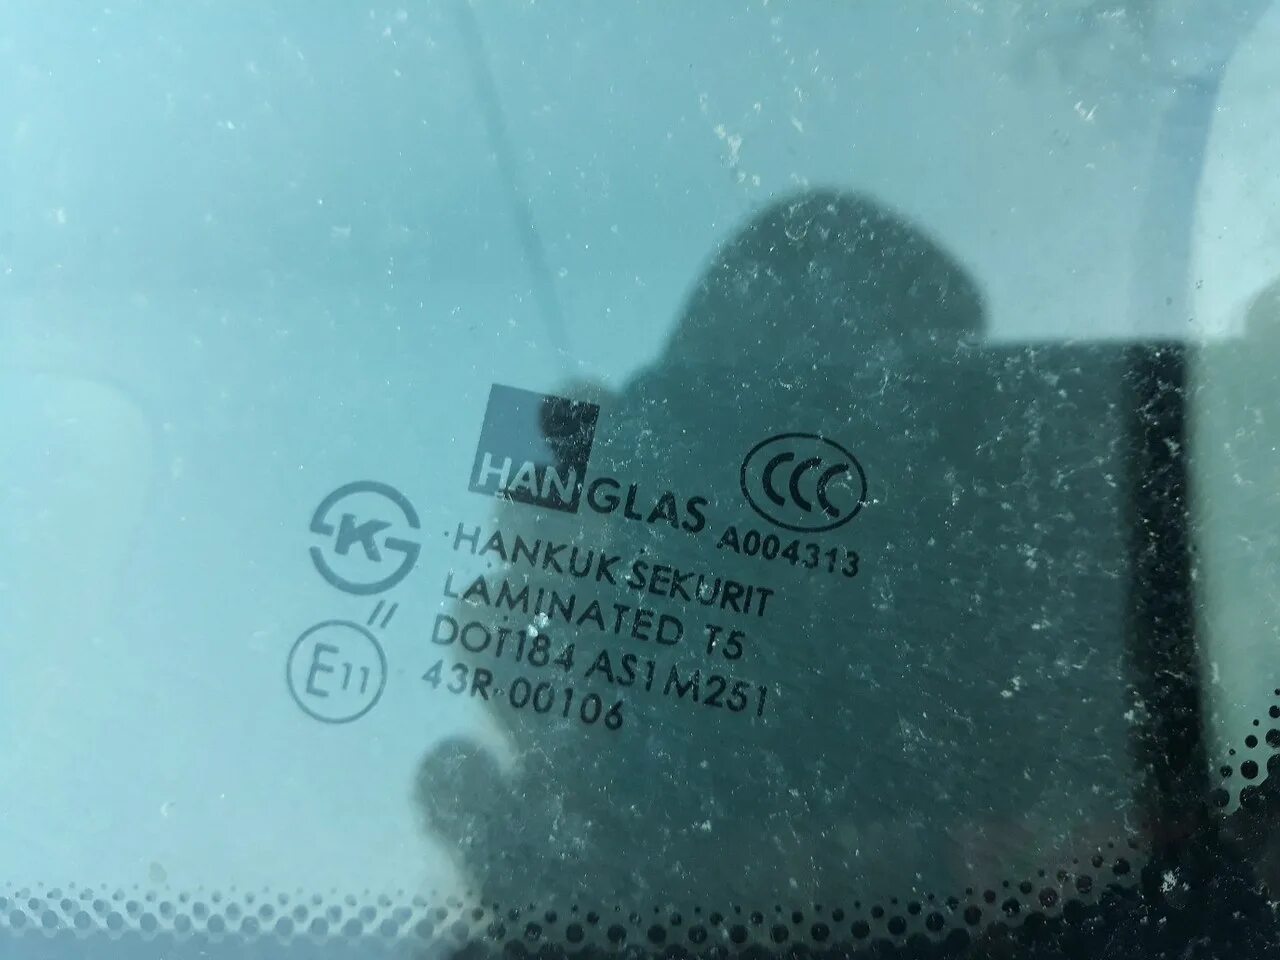 HANGLAS
CCC
A004313
K
HANKUK SEKURIT
LAMINATED T5
//
DOT184 AS1 M251
E11
43R-00106